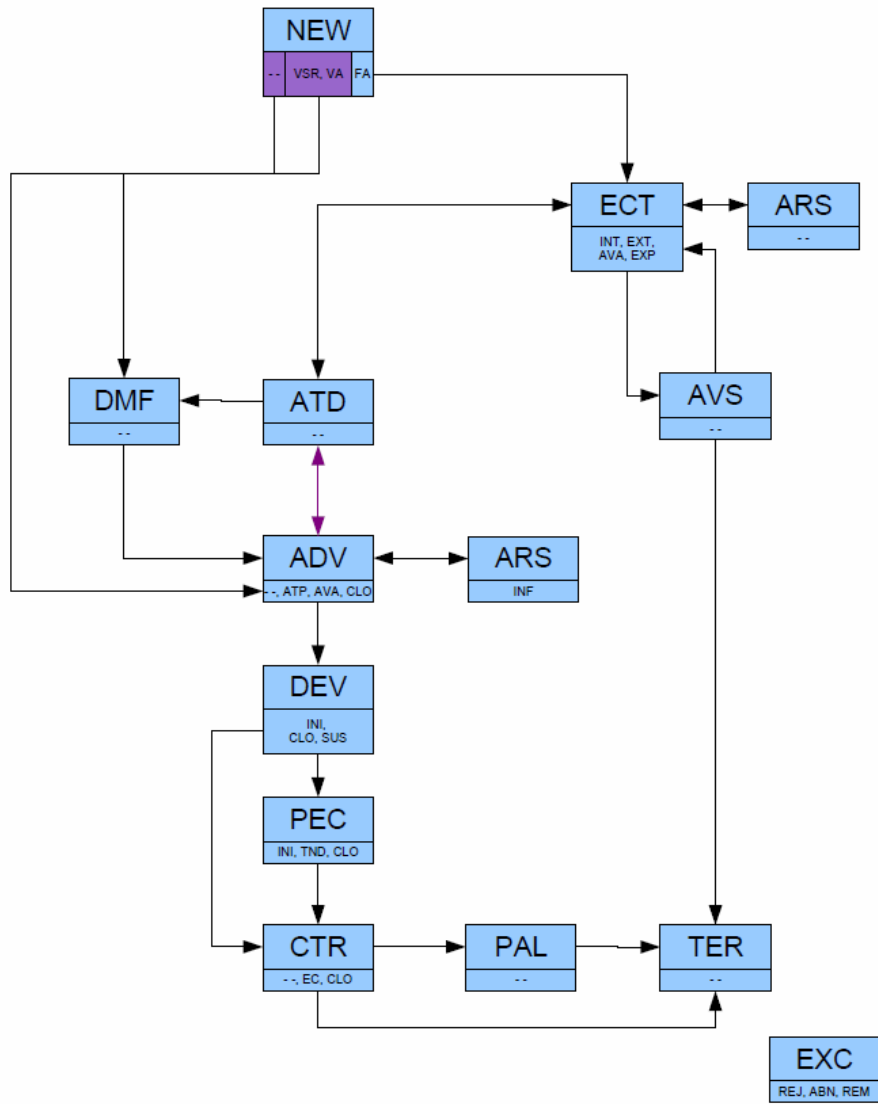 NEW
- - VSR, VA FA
ECT
INT, EXT,
AVA, EXP
ARS
- -
DMF
- -
ATD
- -
AVS
- -
ADV
- -, ATP, AVA, CLO
ARS
INF
DEV
INI,
CLO, SUS
PEC
INI, TND, CLO
CTR
- -, EC, CLO
PAL
- -
TER
- -
EXC
REJ, ABN, REM